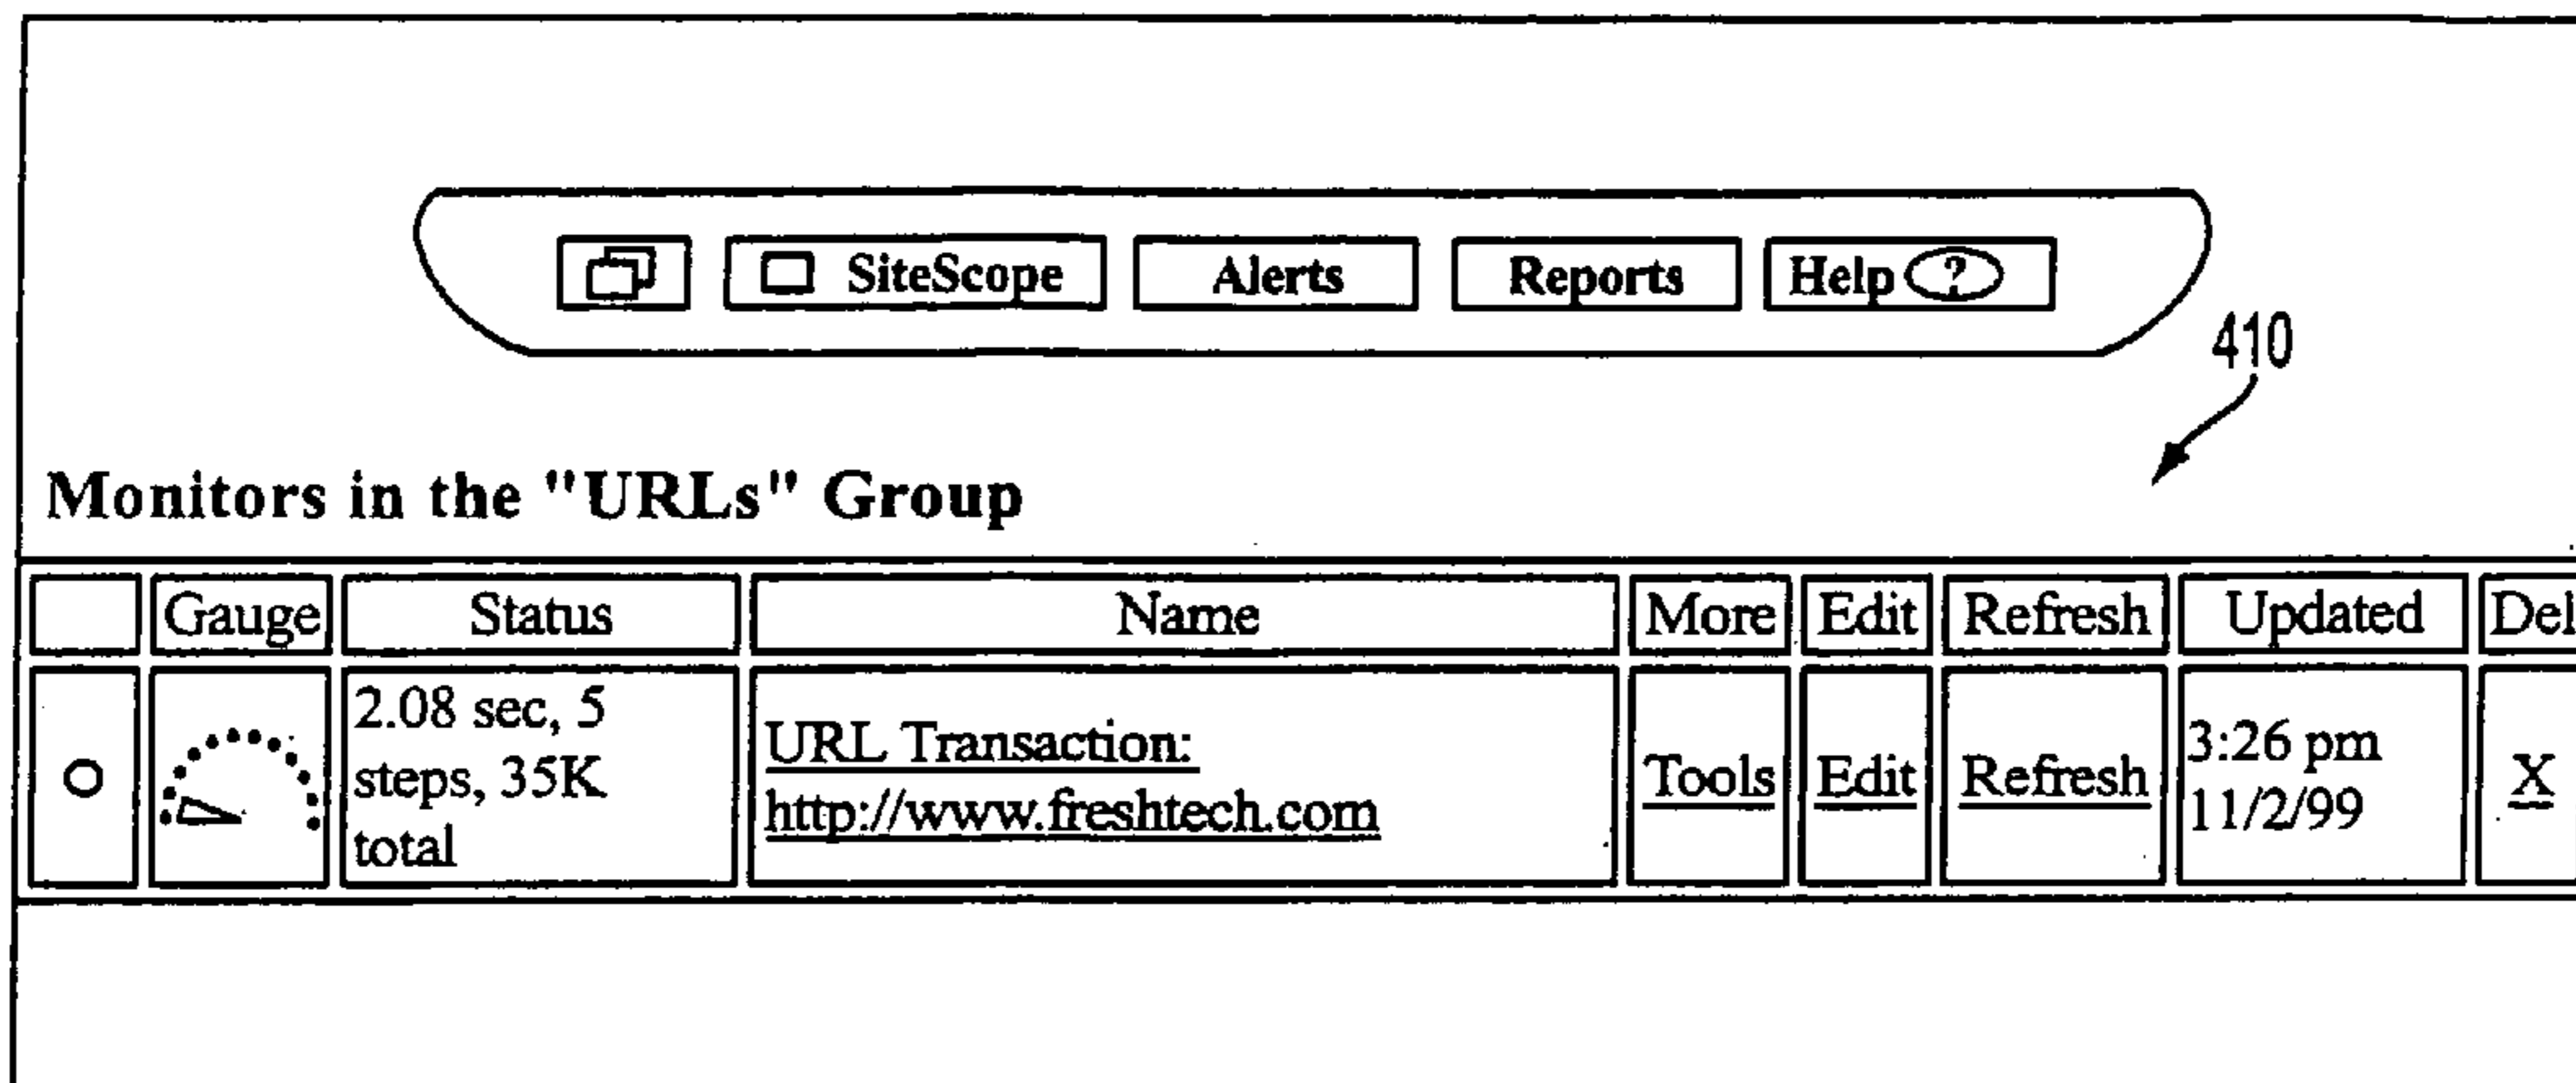 SiteScope Alerts Reports Help ?
410
Monitors in the "URLs" Group
Gauge Status Name More Edit Refresh Updated Del
2.08 sec, 5
steps, 35K
total
URL Transaction:
http://www.freshtech.com
Tools Edit Refresh
3:26 pm
11/2/99
X